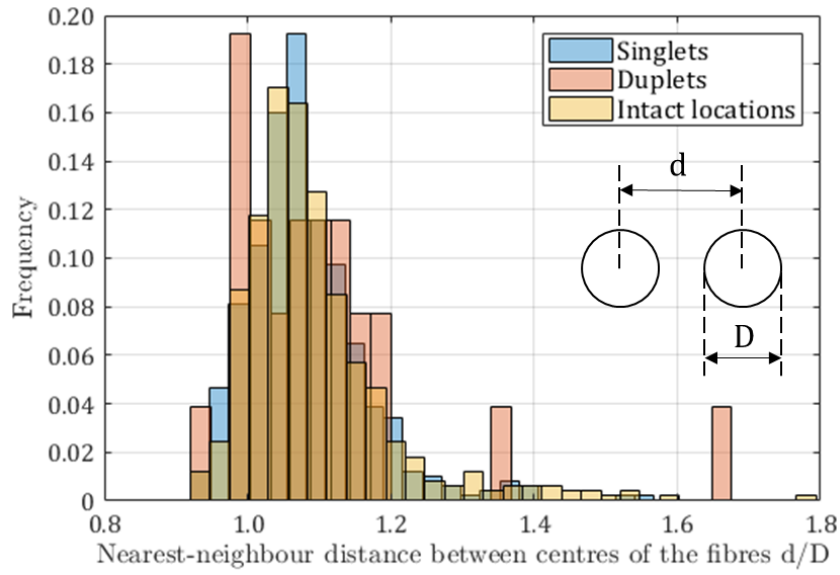 0.20
0.18
0.16
0.14
0.12
0.10
0.08
0.06
0.04
0.02
0
Frequency
Singlets
Duplets
Intact locations
d
D
0.8
1.0
1.2
1.4
1.6
1.8
Nearest-neighbour distance between centres of the fibres d/D